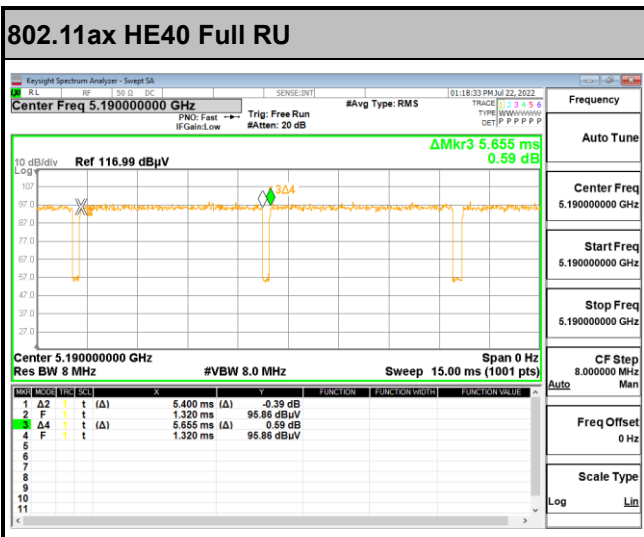 802.11ax HE40 Full RU
Keysight Spectrum Analyzer - Swept SA
RL RF 50 Ω DC SENSE:INT 01:18:33 PM Jul 22, 2022
Center Freq 5.190000000 GHz #Avg Type: RMS TRACE 1 2 3 4 5 6
PNO: Fast Trig: Free Run TYPE WWWWWW
IFGain:Low #Atten: 20 dB DET P P P P P P
ΔMkr3 5.655 ms
10 dB/div Ref 116.99 dBµV 0.59 dB
Log
107
97.0
87.0
77.0
67.0
57.0
47.0
37.0
27.0
3Δ4
Center 5.190000000 GHz Span 0 Hz
Res BW 8 MHz #VBW 8.0 MHz Sweep 15.00 ms (1001 pts)
MKR MODE TRC SCL X Y FUNCTION FUNCTION WIDTH FUNCTION VALUE
1 Δ2 1 t (Δ) 5.400 ms (Δ) -0.39 dB
2 F 1 t 1.320 ms 95.86 dBµV
3 Δ4 1 t (Δ) 5.655 ms (Δ) 0.59 dB
4 F 1 t 1.320 ms 95.86 dBµV
5
6
7
8
9
10
11
Frequency
Auto Tune
Center Freq
5.190000000 GHz
Start Freq
5.190000000 GHz
Stop Freq
5.190000000 GHz
CF Step
8.000000 MHz
Auto Man
Freq Offset
0 Hz
Scale Type
Log Lin